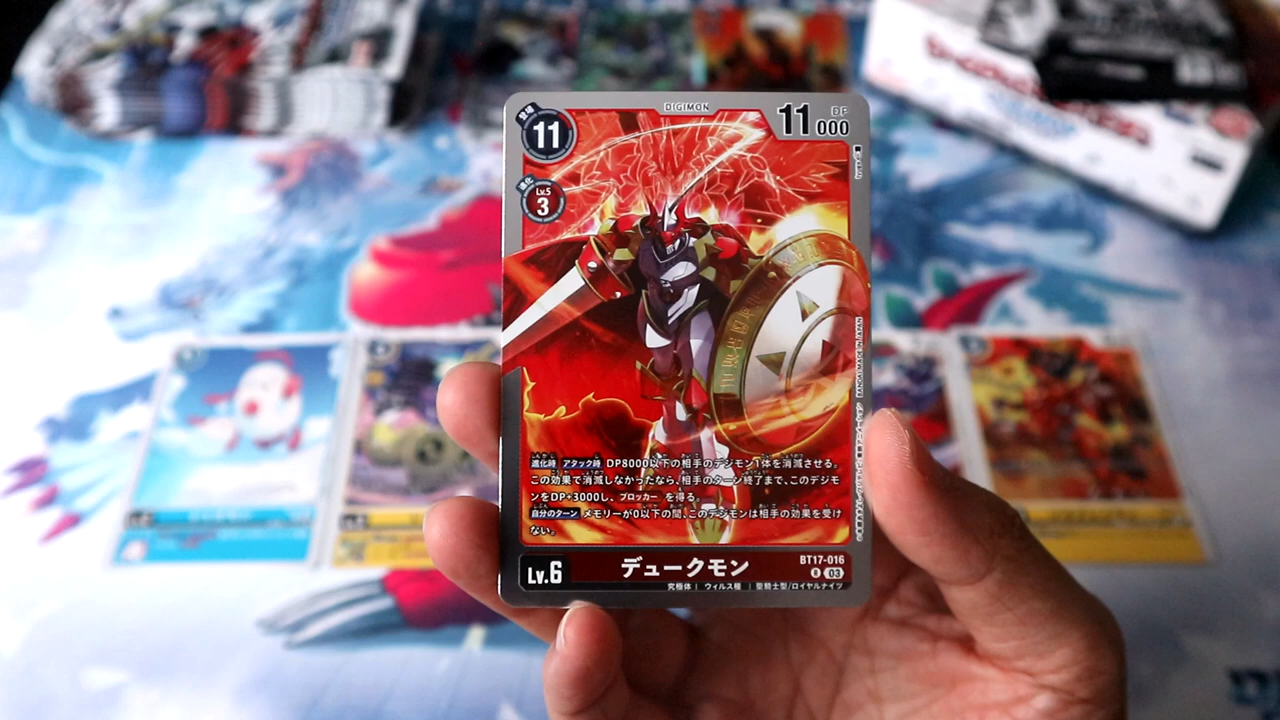 DIGIMON
登場
11
11000
DP
進化
Lv.5
3
進化時 アタック時 DP8000以下の相手のデジモン1体を消滅させる。
この効果で消滅しなかったなら、相手のターン終了まで、このデジモ
ンをDP+3000し、ブロッカー を得る。
自分のターン メモリーが0以下の間、このデジモンは相手の効果を受け
ない。
BANDAI MADE IN JAPAN
Lv.6
デュークモン
BT17-016
R 03
究極体 | ウィルス種 | 聖騎士型/ロイヤルナイツ